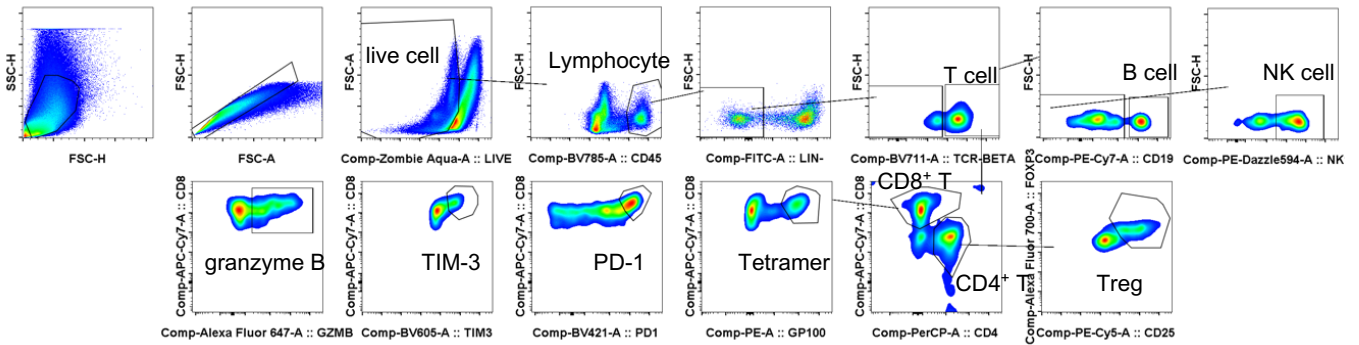 SSC-H
FSC-H
SSC-H
FSC-A
FSC-A
live cell
Comp-Zombie Aqua-A :: LIVE
FSC-H
Lymphocyte
Comp-BV785-A :: CD45
FSC-H
Comp-FITC-A :: LIN-
FSC-H
T cell
Comp-BV711-A :: TCR-BETA
FSC-H
B cell
Comp-PE-Cy7-A :: CD19
FSC-H
NK cell
Comp-PE-Dazzle594-A :: NK
Comp-APC-Cy7-A :: CD8
granzyme B
Comp-Alexa Fluor 647-A :: GZMB
Comp-APC-Cy7-A :: CD8
TIM-3
Comp-BV605-A :: TIM3
Comp-APC-Cy7-A :: CD8
PD-1
Comp-BV421-A :: PD1
Comp-APC-Cy7-A :: CD8
Tetramer
Comp-PE-A :: GP100
Comp-APC-Cy7-A :: CD8
CD8⁺ T
CD4⁺ T
Comp-PerCP-A :: CD4
Comp-Alexa Fluor 700-A :: FOXP3
Treg
Comp-PE-Cy5-A :: CD25